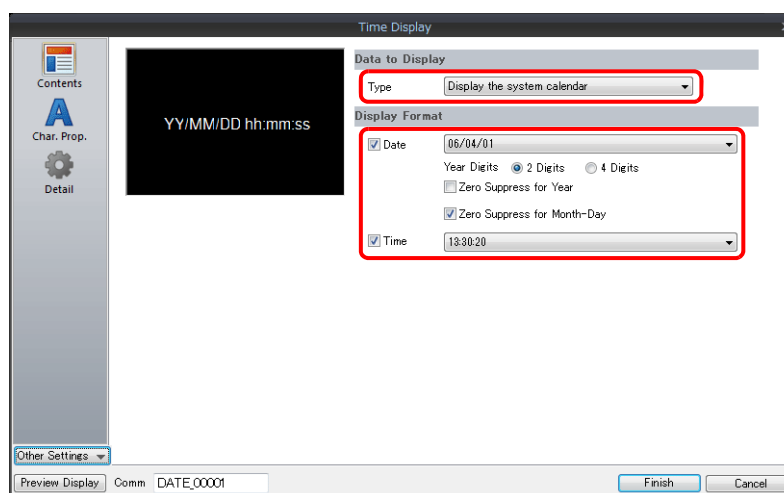 Time Display
Contents
Char. Prop.
Detail
YY/MM/DD hh:mm:ss
Data to Display
Type Display the system calendar
Display Format
Date 06/04/01
Year Digits 2 Digits 4 Digits
Zero Suppress for Year
Zero Suppress for Month-Day
Time 13:30:20
Other Settings
Preview Display Comm DATE_00001 Finish Cancel